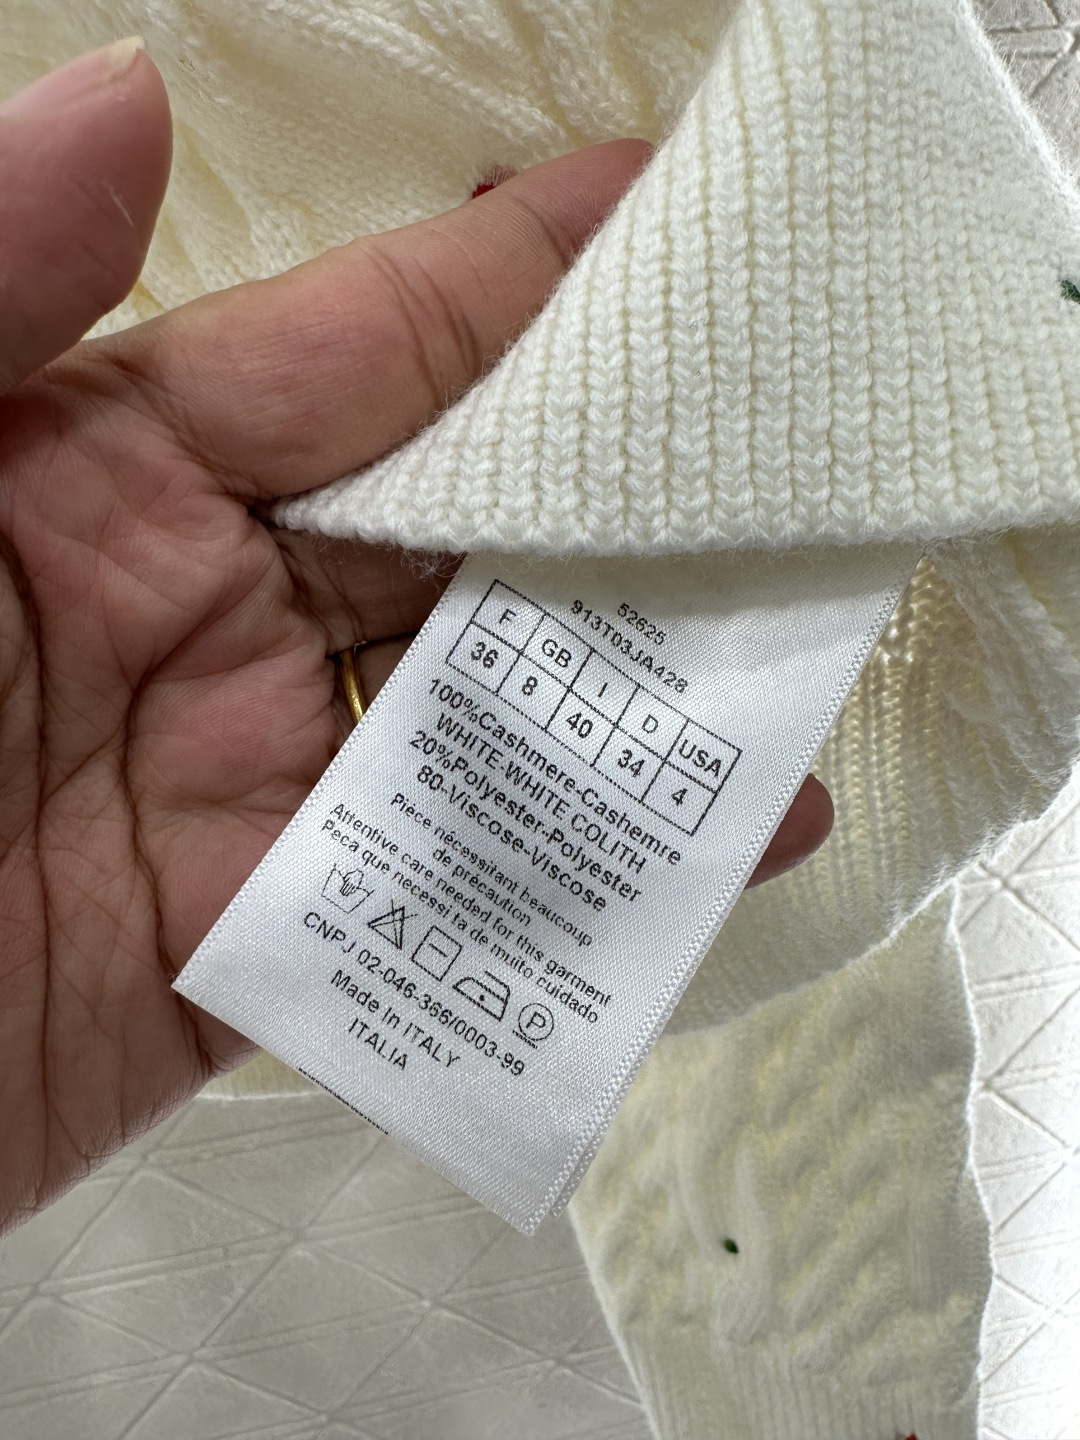 52625
913T03JA428
F GB I D USA
36 8 40 34 4
100%Cashmere-Cashemre
WHITE-WHITE COLITH
20%Polyester-Polyester
80-Viscose-Viscose
Pièce nécessitant beaucoup
de précaution
Attentive care needed for this garment
Peca que necessi ta de muito cuidado
P
CNPJ 02-046-366/0003-99
Made In ITALY
ITALIA